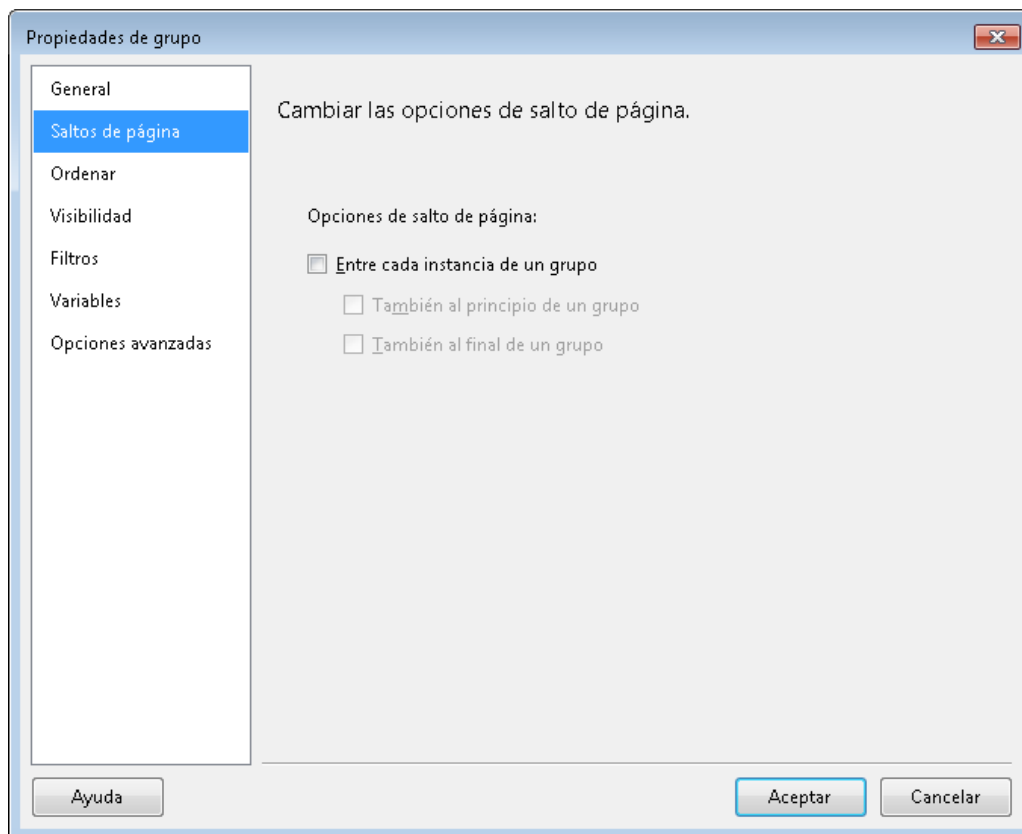 Propiedades de grupo
General
Saltos de página
Ordenar
Visibilidad
Filtros
Variables
Opciones avanzadas
Cambiar las opciones de salto de página.
Opciones de salto de página:
Entre cada instancia de un grupo
También al principio de un grupo
También al final de un grupo
Ayuda
Aceptar
Cancelar